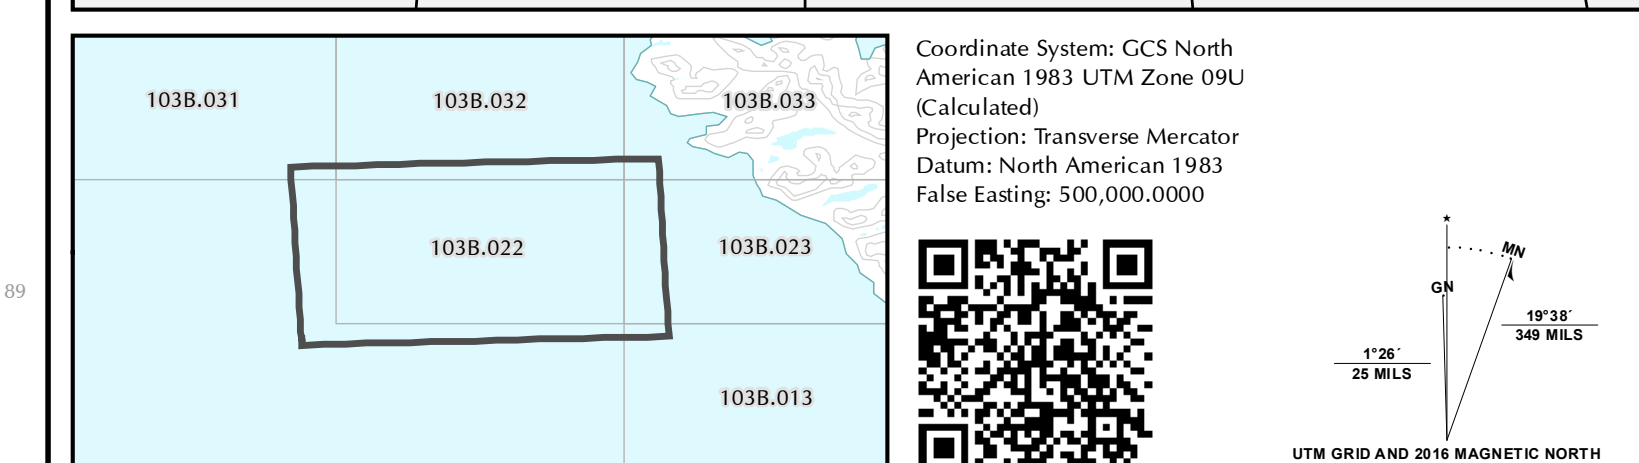 103B.031
103B.032
103B.033
103B.022
103B.023
103B.013
89
Coordinate System: GCS North
American 1983 UTM Zone 09U
(Calculated)
Projection: Transverse Mercator
Datum: North American 1983
False Easting: 500,000.0000
MN
GN
19°38´
349 MILS
1°26´
25 MILS
UTM GRID AND 2016 MAGNETIC NORTH